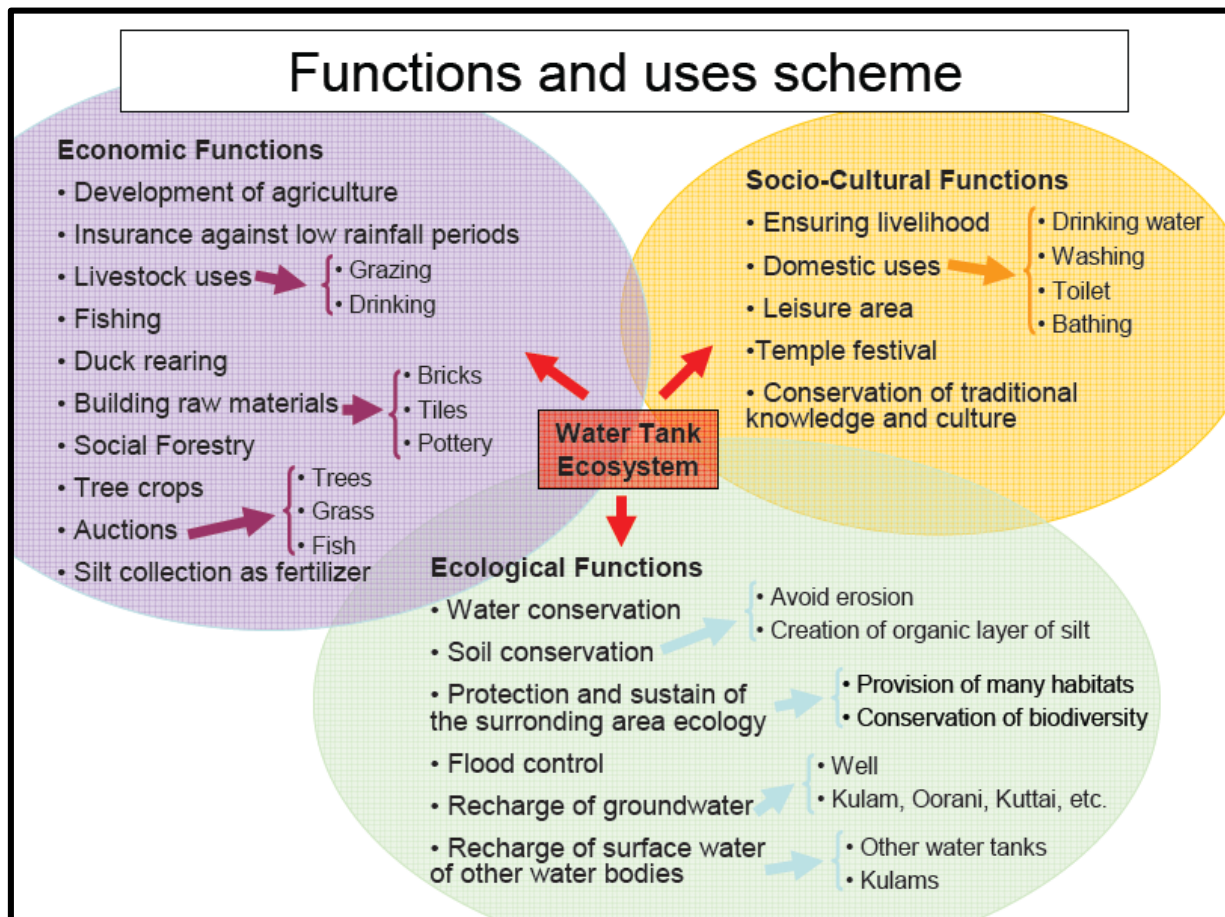 Functions and uses scheme
Economic Functions
• Development of agriculture
• Insurance against low rainfall periods
• Livestock uses
• Grazing
• Drinking
• Fishing
• Duck rearing
• Building raw materials
• Bricks
• Tiles
• Pottery
• Social Forestry
• Tree crops
• Auctions
• Trees
• Grass
• Fish
• Silt collection as fertilizer
Socio-Cultural Functions
• Ensuring livelihood
• Domestic uses
• Drinking water
• Washing
• Toilet
• Bathing
• Leisure area
•Temple festival
• Conservation of traditional
knowledge and culture
Water Tank
Ecosystem
Ecological Functions
• Water conservation
• Soil conservation
• Avoid erosion
• Creation of organic layer of silt
• Protection and sustain of
the surronding area ecology
• Provision of many habitats
• Conservation of biodiversity
• Flood control
• Recharge of groundwater
• Well
• Kulam, Oorani, Kuttai, etc.
• Recharge of surface water
of other water bodies
• Other water tanks
• Kulams